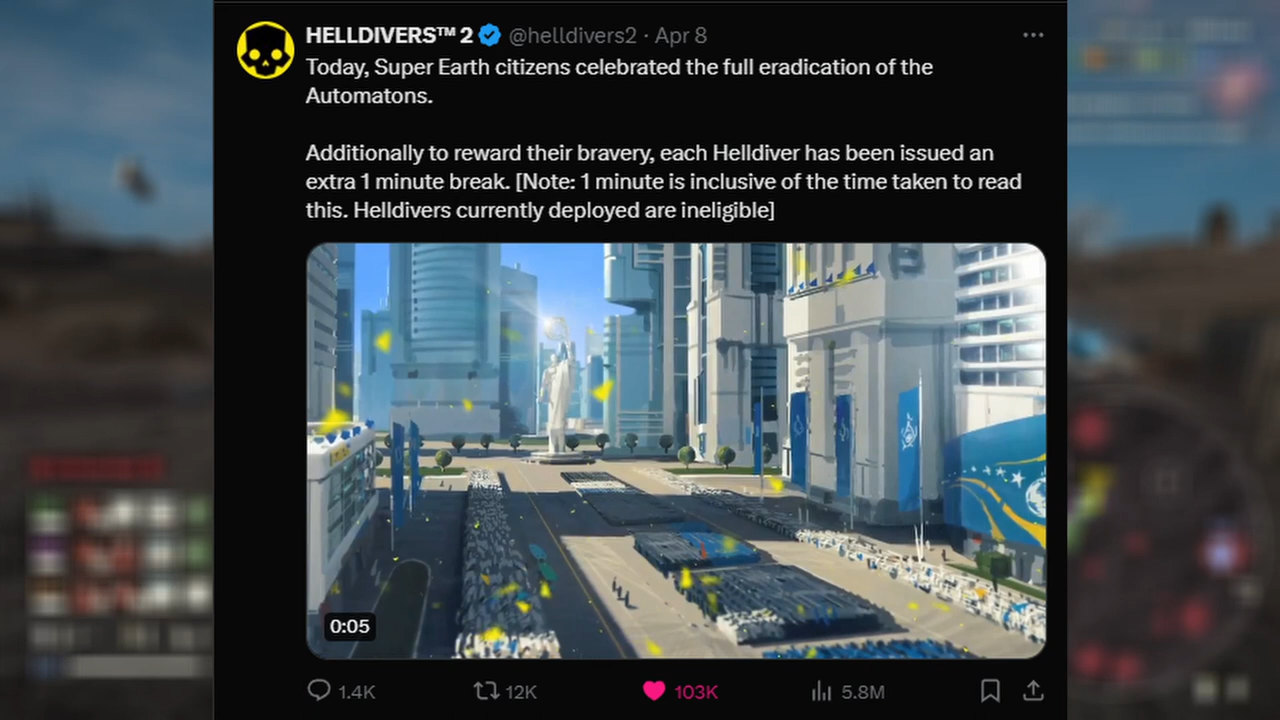 HELLDIVERS™ 2 @helldivers2 · Apr 8
Today, Super Earth citizens celebrated the full eradication of the
Automatons.
Additionally to reward their bravery, each Helldiver has been issued an
extra 1 minute break. [Note: 1 minute is inclusive of the time taken to read
this. Helldivers currently deployed are ineligible]
0:05
1.4K 12K 103K 5.8M